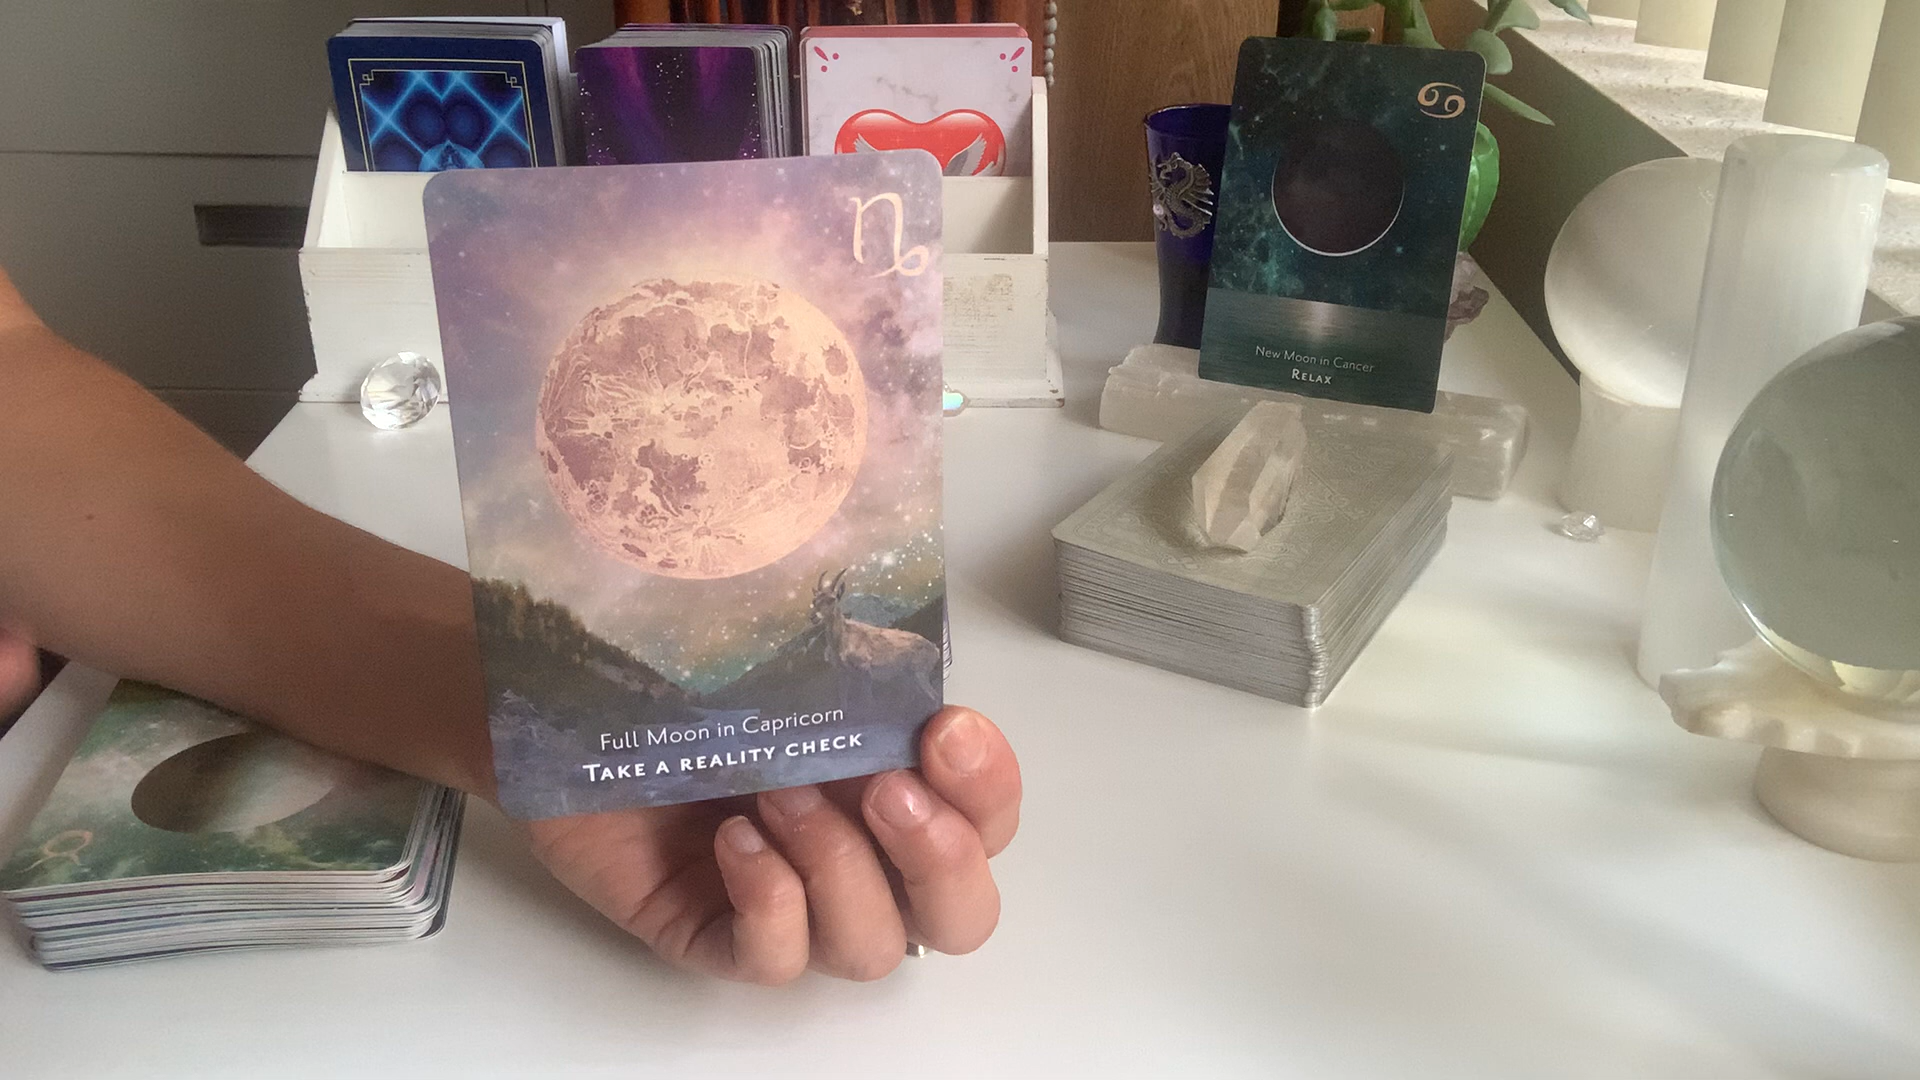 Full Moon in Capricorn
TAKE A REALITY CHECK
New Moon in Cancer
RELAX